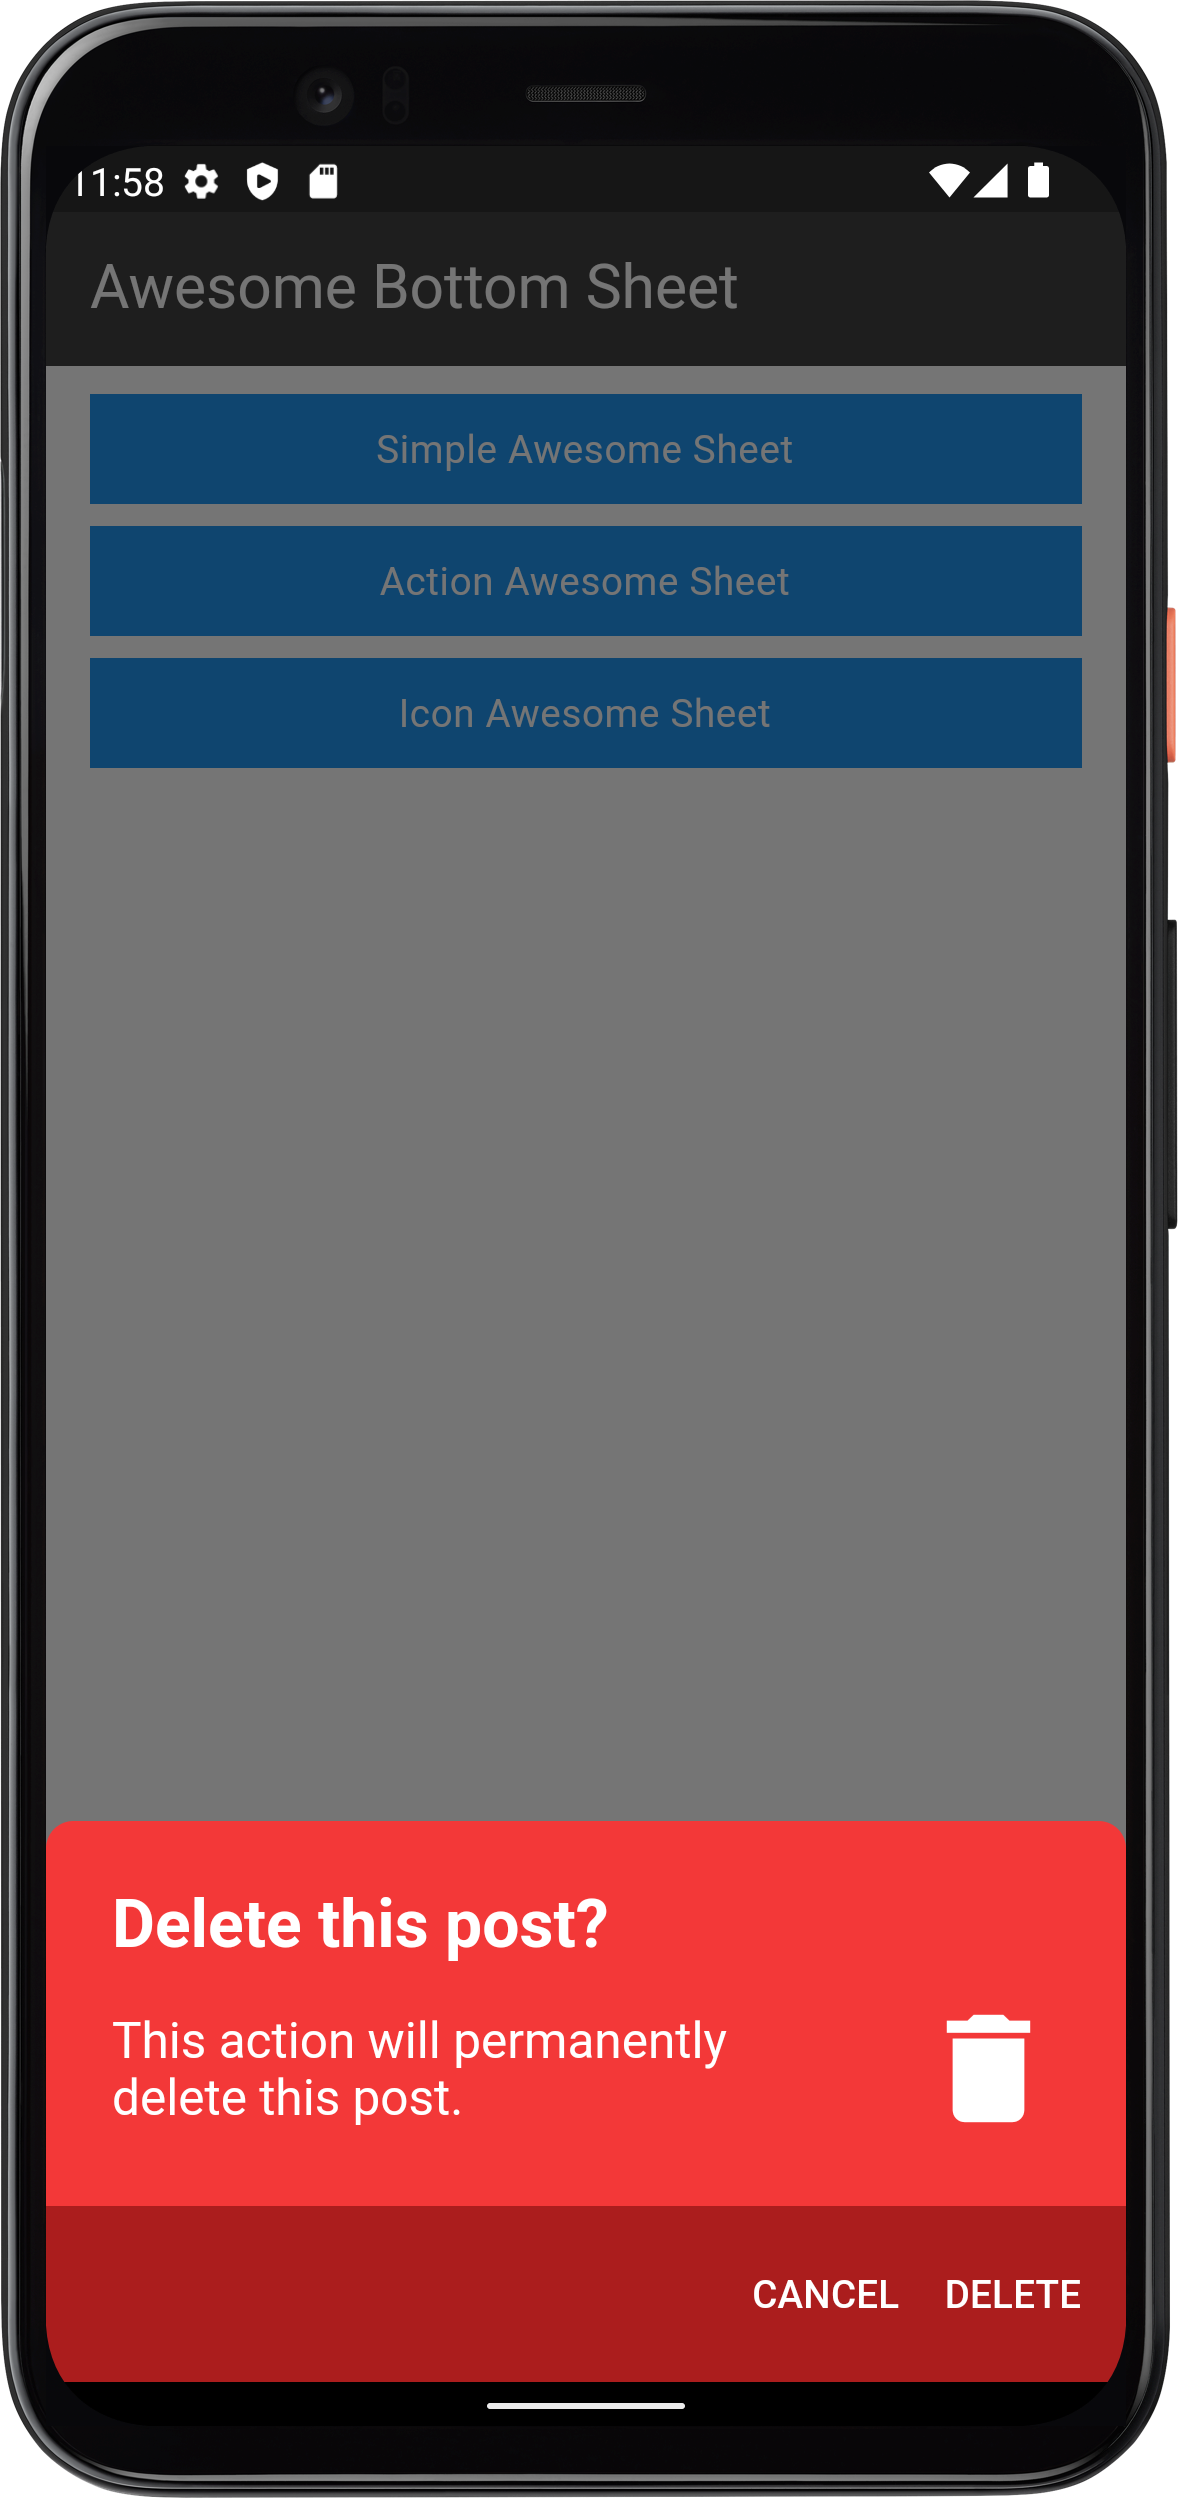 11:58
Awesome Bottom Sheet
Simple Awesome Sheet
Action Awesome Sheet
Icon Awesome Sheet
Delete this post?
This action will permanently
delete this post.
CANCEL DELETE